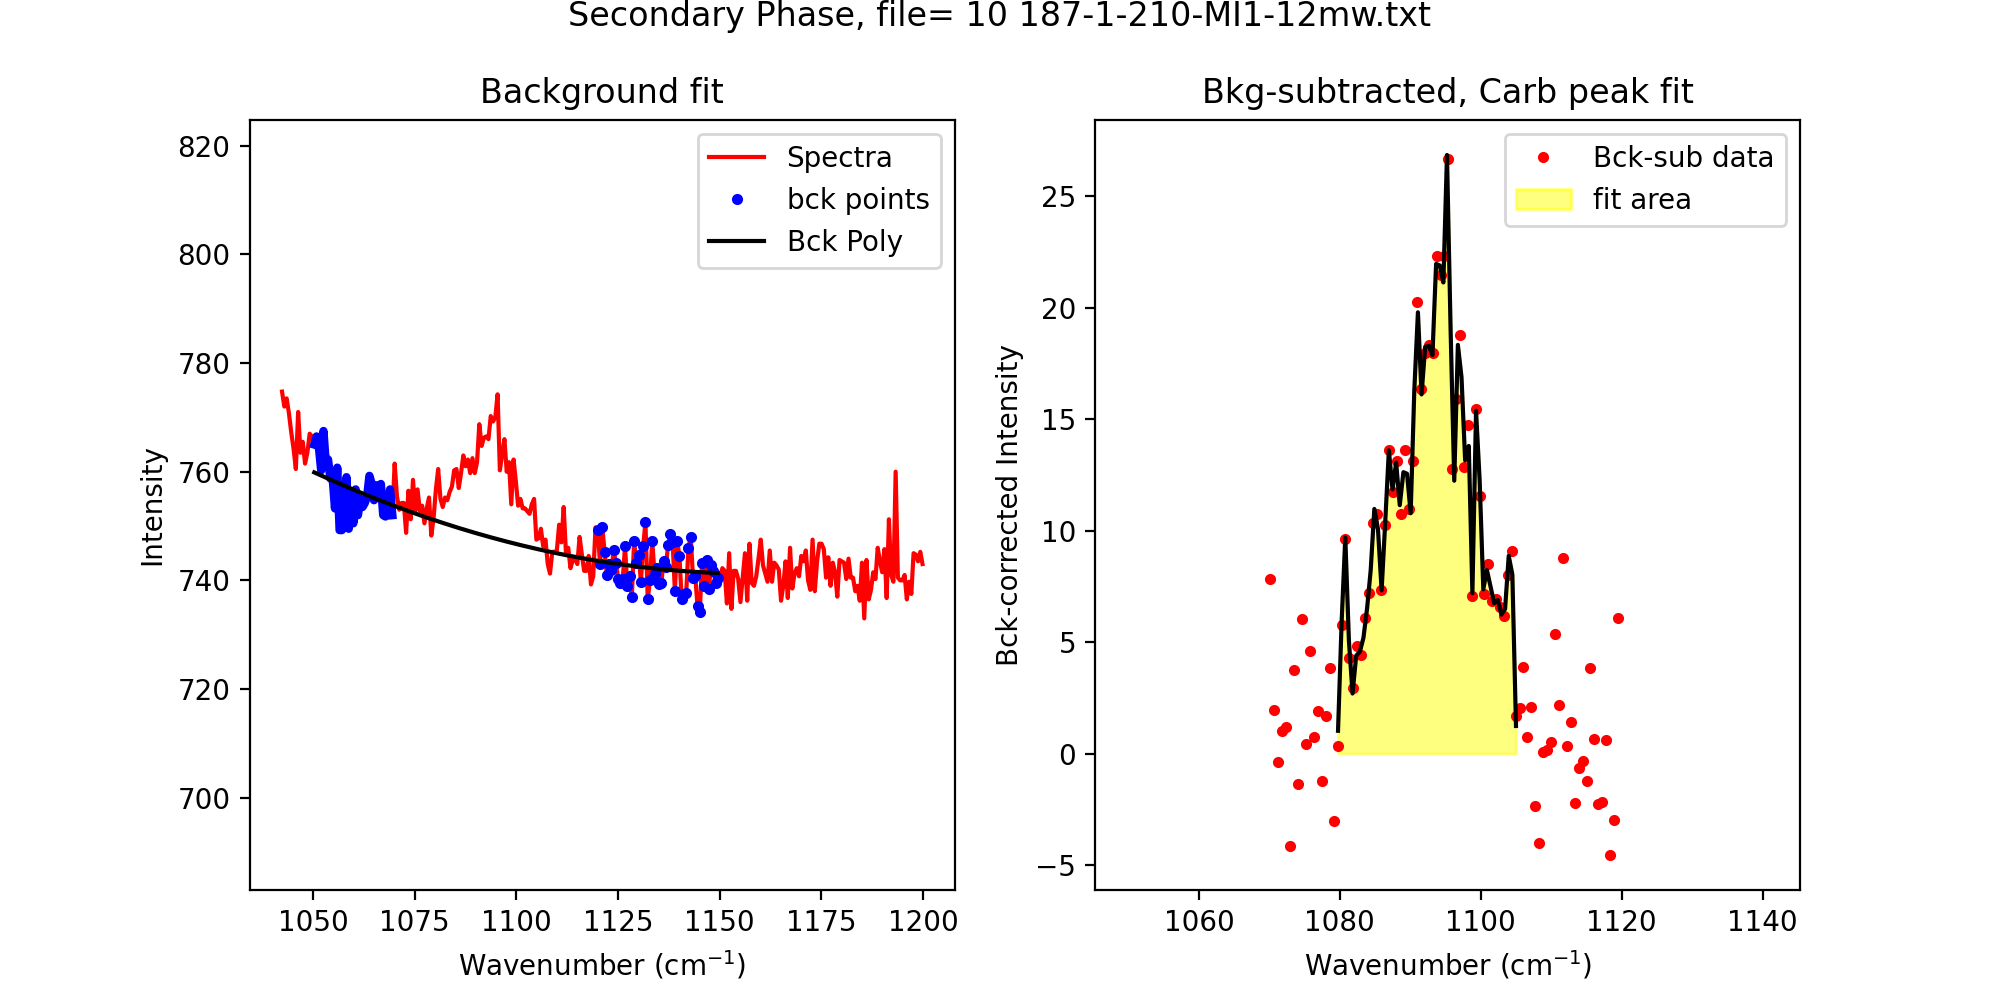 Secondary Phase, file= 10 187-1-210-MI1-12mw.txt
Background fit
820
800
780
760
740
720
700
Intensity
Spectra
bck points
Bck Poly
1050 1075 1100 1125 1150 1175 1200
Wavenumber (cm⁻¹)
Bkg-subtracted, Carb peak fit
25
20
15
10
5
0
−5
Bck-corrected Intensity
Bck-sub data
fit area
1060 1080 1100 1120 1140
Wavenumber (cm⁻¹)